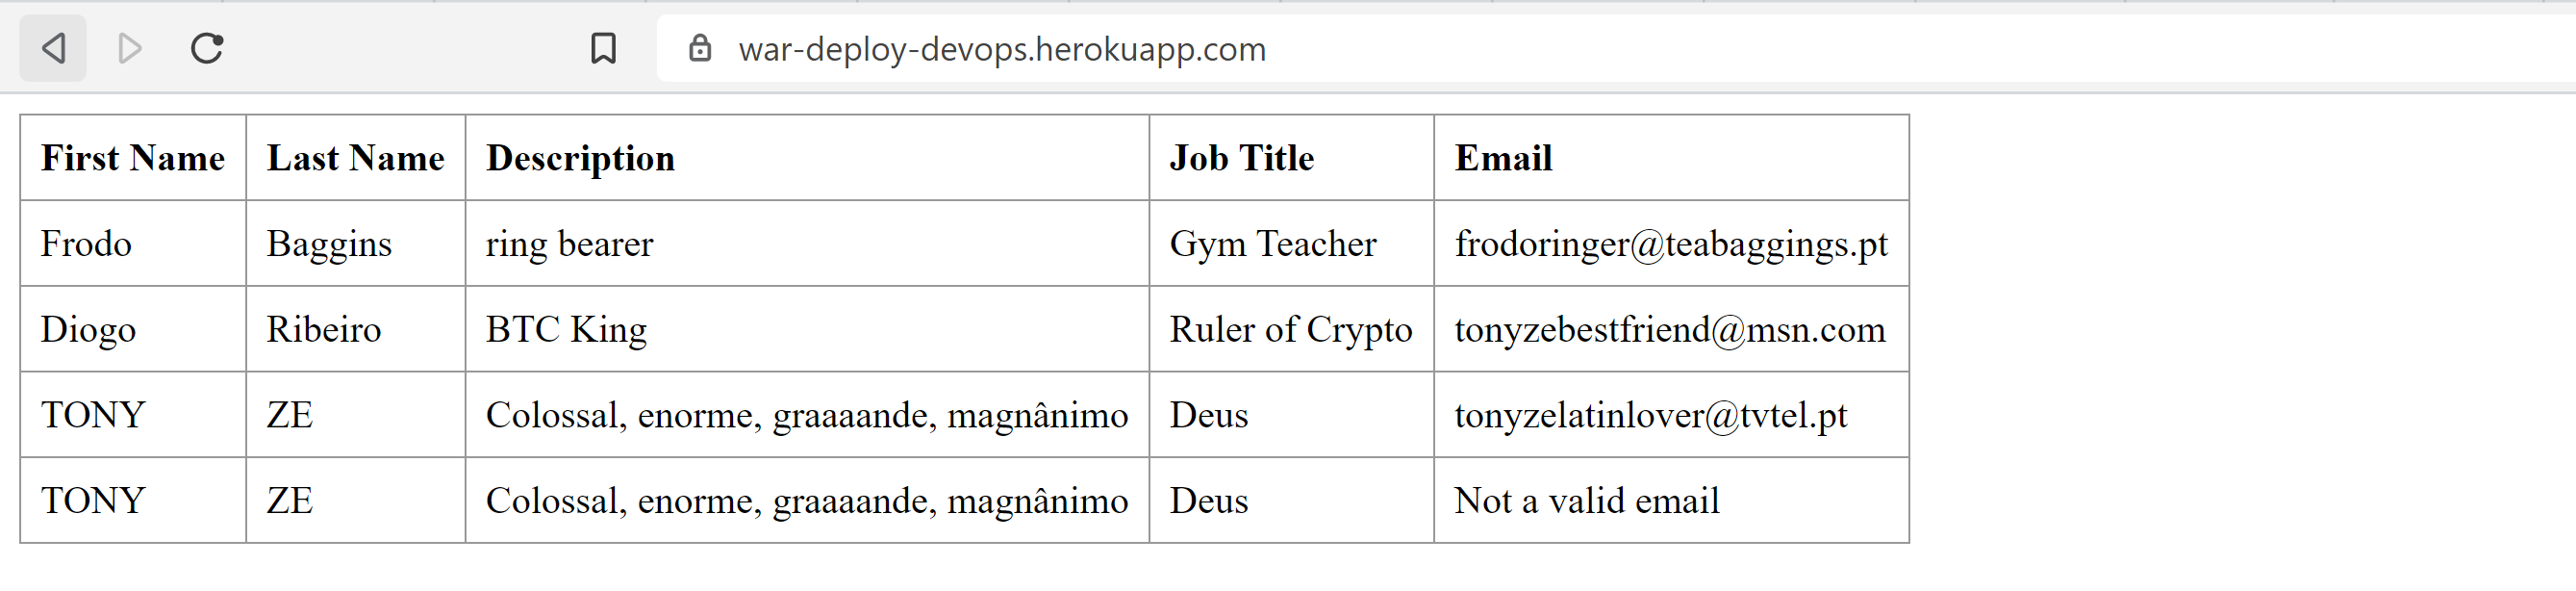 war-deploy-devops.herokuapp.com
First Name Last Name Description Job Title Email
Frodo Baggins ring bearer Gym Teacher frodoringer@teabaggings.pt
Diogo Ribeiro BTC King Ruler of Crypto tonyzebestfriend@msn.com
TONY ZE Colossal, enorme, graaaande, magnânimo Deus tonyzelatinlover@tvtel.pt
TONY ZE Colossal, enorme, graaaande, magnânimo Deus Not a valid email